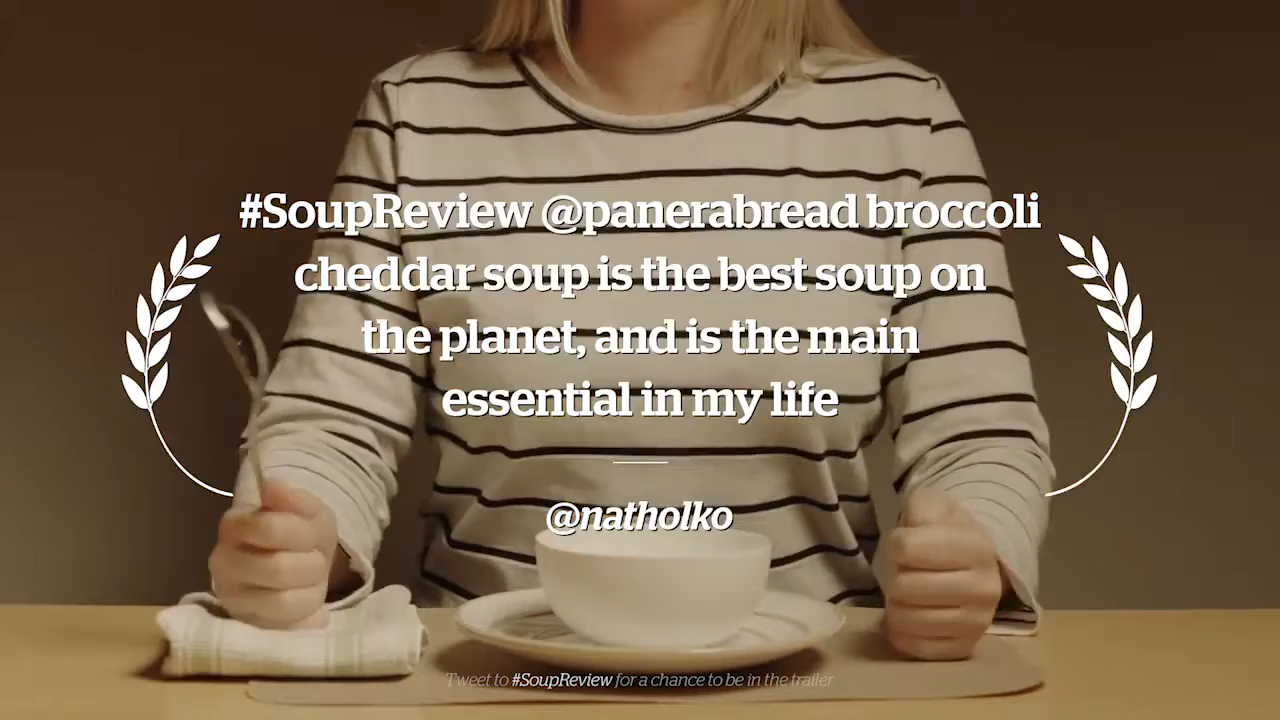 #SoupReview @panerabread broccoli
cheddar soup is the best soup on
the planet, and is the main
essential in my life
@natholko
Tweet to #SoupReview for a chance to be in the trailer